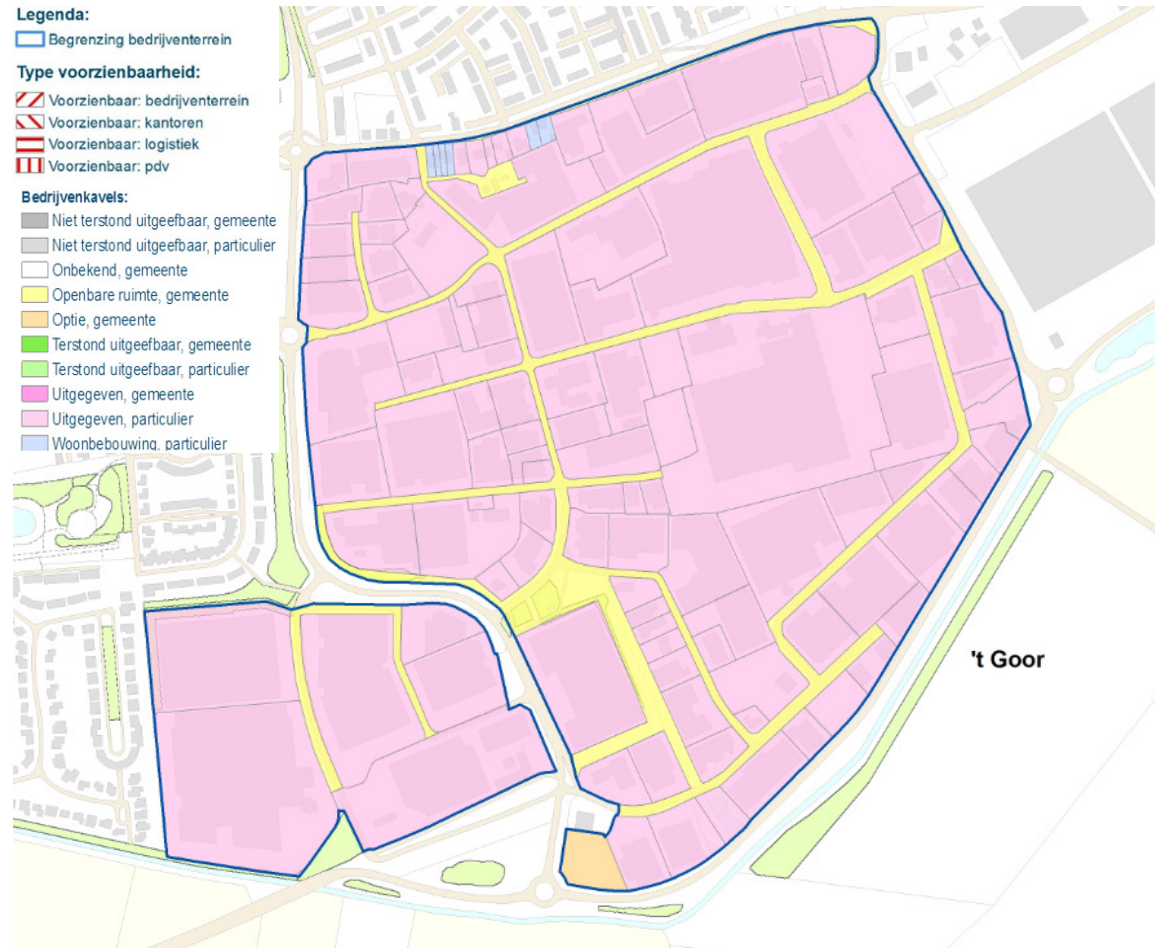 Legenda:
Begrenzing bedrijventerrein
Type voorzienbaarheid:
Voorzienbaar: bedrijventerrein
Voorzienbaar: kantoren
Voorzienbaar: logistiek
Voorzienbaar: pdv
Bedrijvenkavels:
Niet terstond uitgeefbaar, gemeente
Niet terstond uitgeefbaar, particulier
Onbekend, gemeente
Openbare ruimte, gemeente
Optie, gemeente
Terstond uitgeefbaar, gemeente
Terstond uitgeefbaar, particulier
Uitgegeven, gemeente
Uitgegeven, particulier
Woonbebouwing, particulier
't Goor